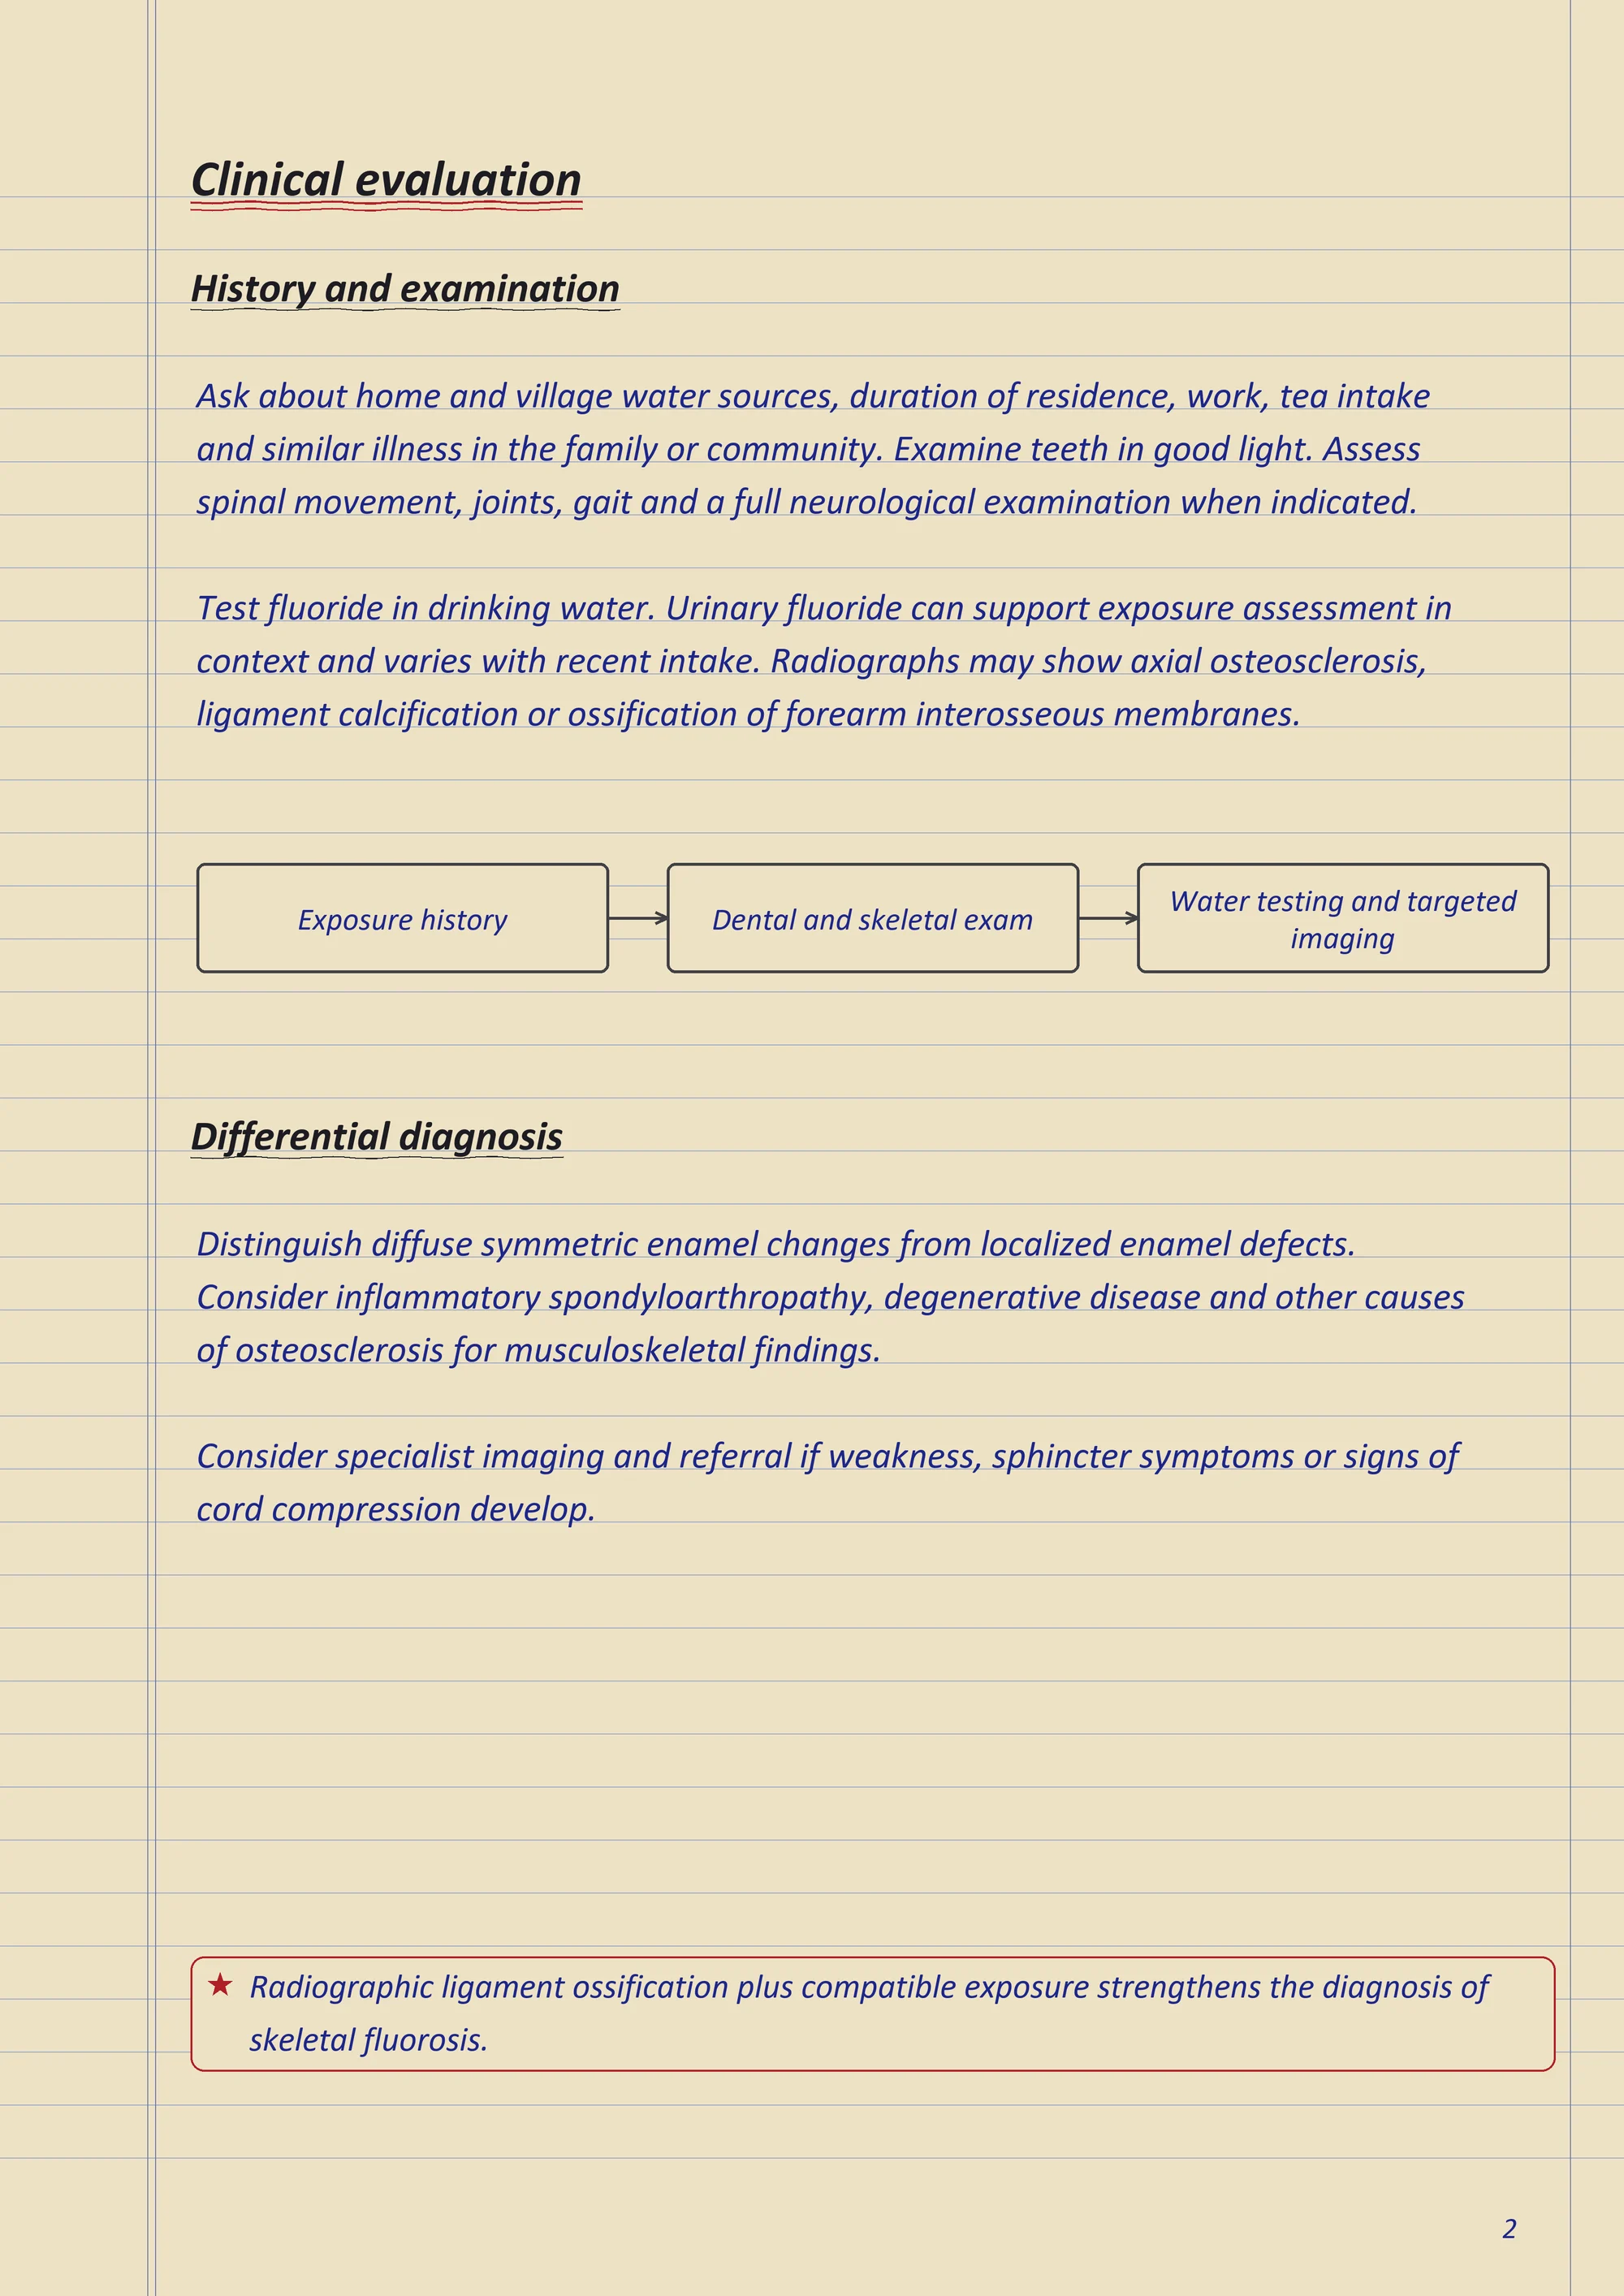 Clinical evaluation
History and examination
Ask about home and village water sources, duration of residence, work, tea intake
and similar illness in the family or community. Examine teeth in good light. Assess
spinal movement, joints, gait and a full neurological examination when indicated.
Test fluoride in drinking water. Urinary fluoride can support exposure assessment in
context and varies with recent intake. Radiographs may show axial osteosclerosis,
ligament calcification or ossification of forearm interosseous membranes.
Exposure history
Dental and skeletal exam
Water testing and targeted
imaging
Differential diagnosis
Distinguish diffuse symmetric enamel changes from localized enamel defects.
Consider inflammatory spondyloarthropathy, degenerative disease and other causes
of osteosclerosis for musculoskeletal findings.
Consider specialist imaging and referral if weakness, sphincter symptoms or signs of
cord compression develop.
★ Radiographic ligament ossification plus compatible exposure strengthens the diagnosis of
skeletal fluorosis.
2